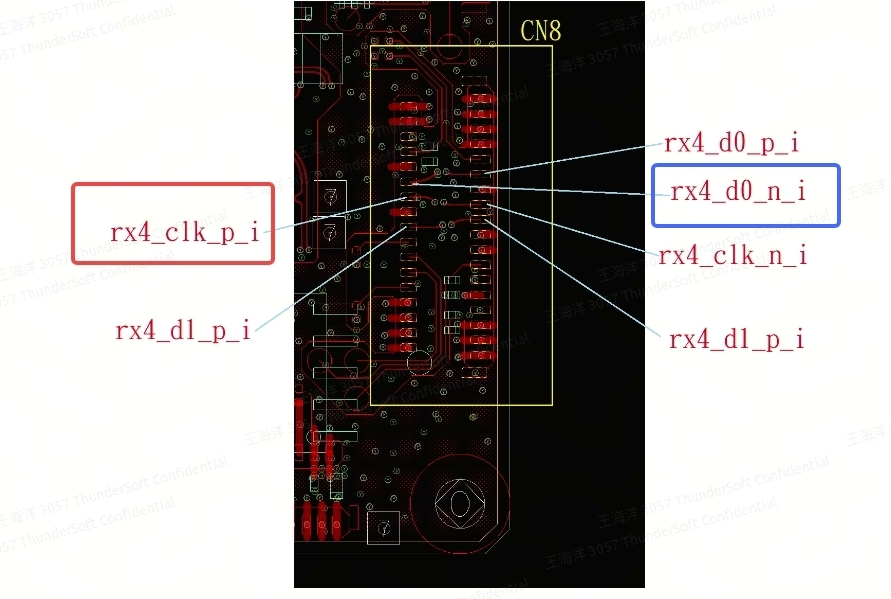 CN8
rx4_d0_p_i
rx4_d0_n_i
rx4_clk_p_i
rx4_clk_n_i
rx4_d1_p_i
rx4_d1_p_i
王海洋 3057 ThunderSoft Confidential